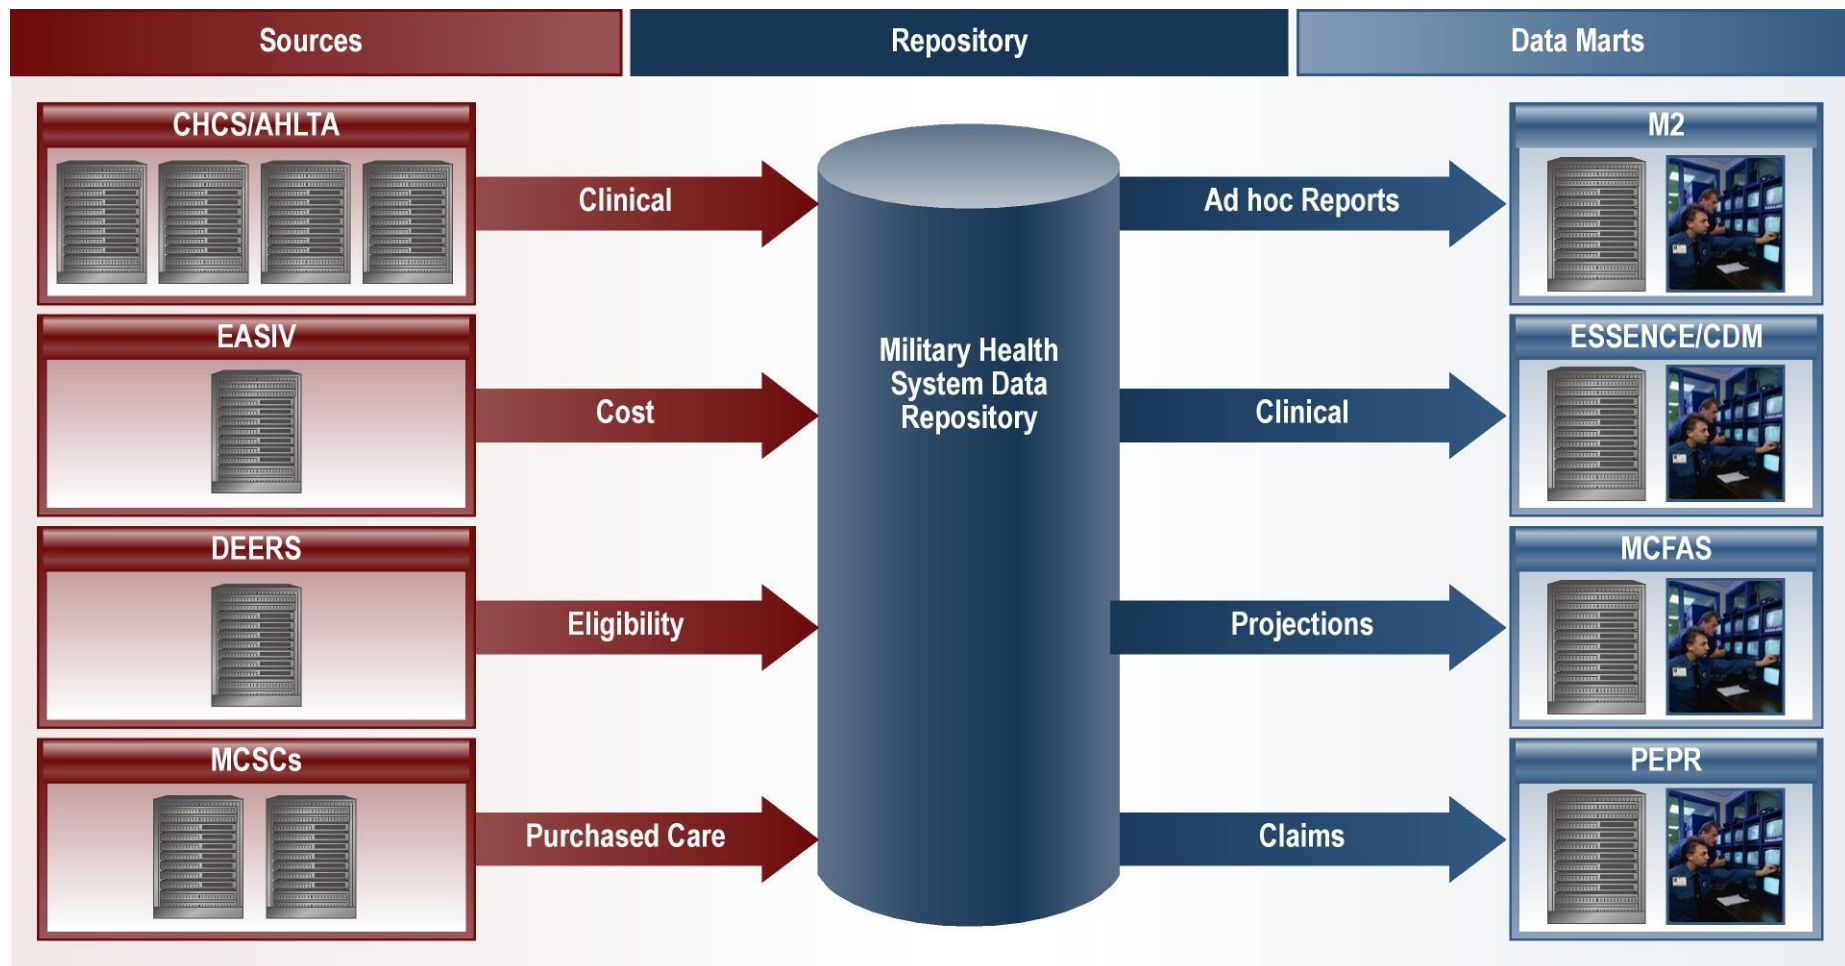 Sources
Repository
Data Marts
CHCS/AHLTA
Clinical
Ad hoc Reports
M2
EASIV
Cost
Military Health
System Data
Repository
Clinical
ESSENCE/CDM
DEERS
Eligibility
Projections
MCFAS
MCSCs
Purchased Care
Claims
PEPR